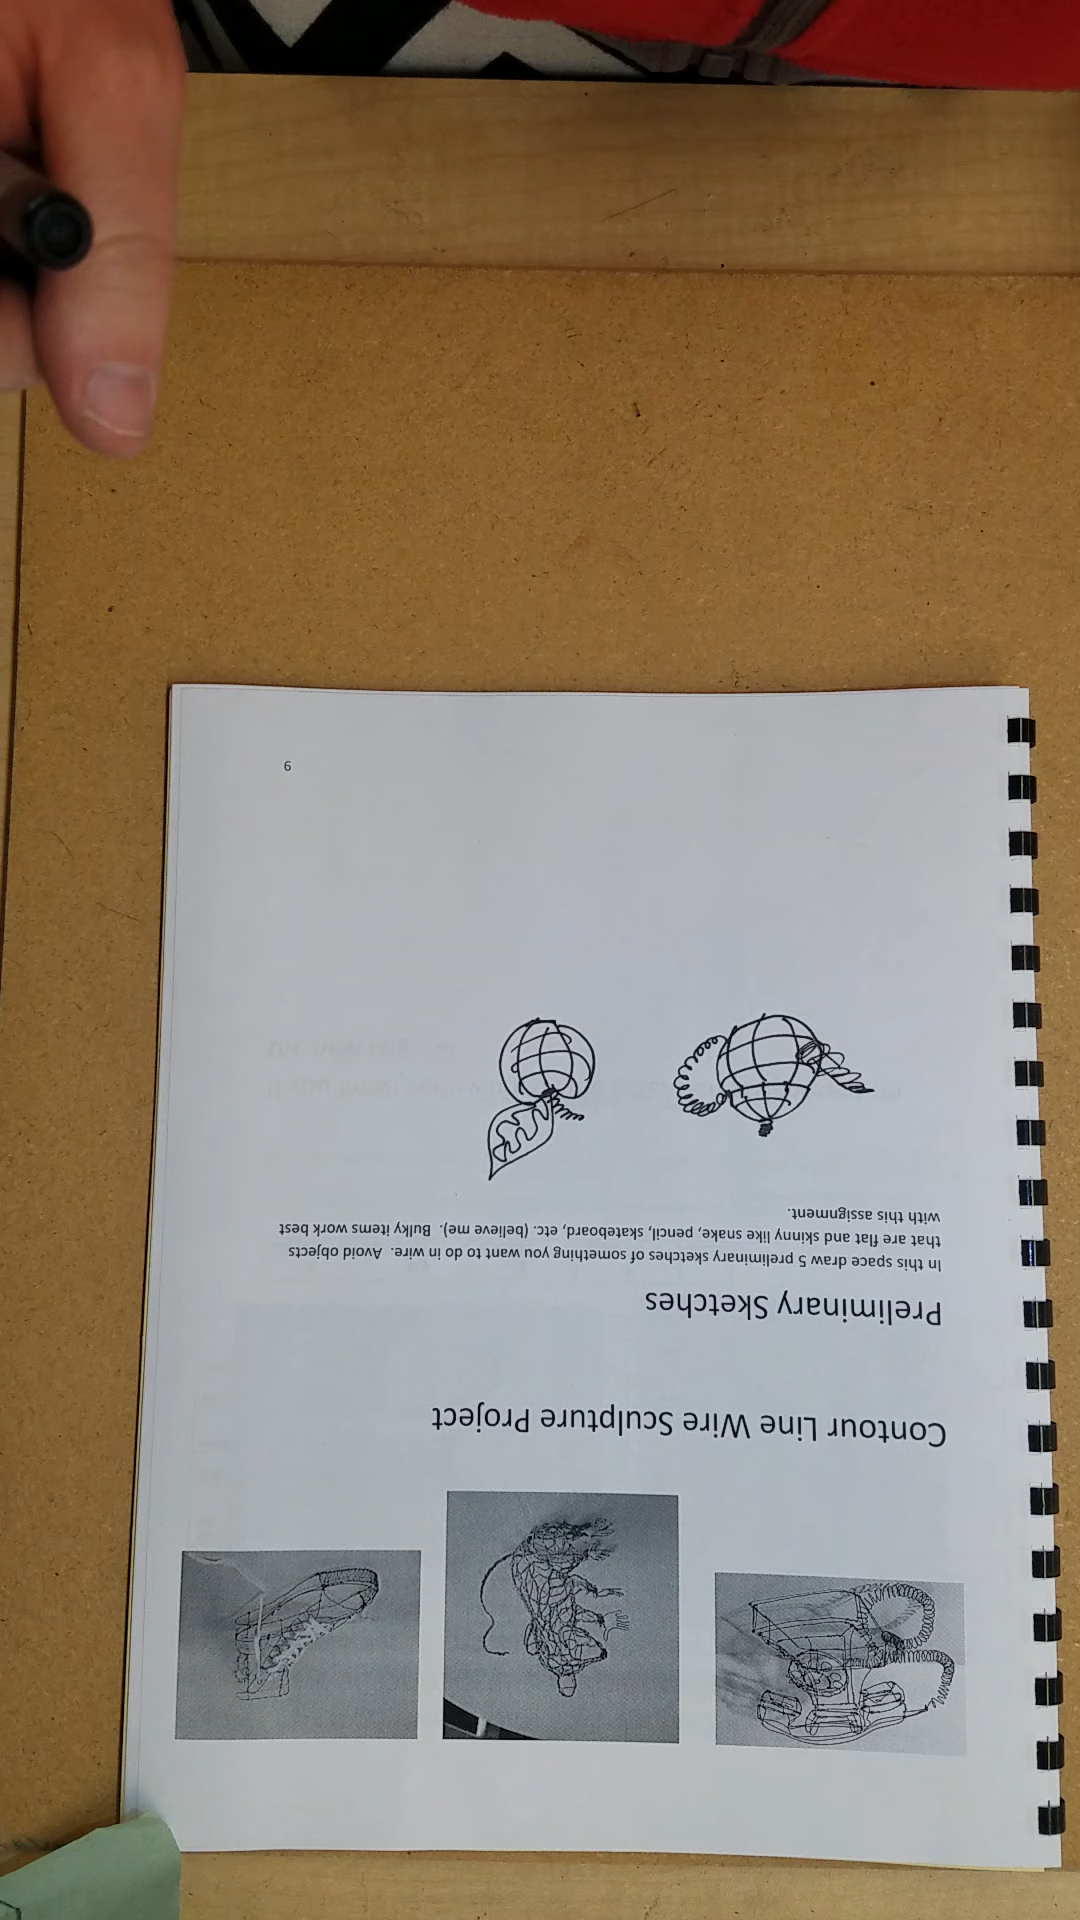 Contour Line Wire Sculpture Project
Preliminary Sketches
In this space draw 5 preliminary sketches of something you want to do in wire. Avoid objects
that are flat and skinny like snake, pencil, skateboard, etc. (believe me). Bulky items work best
with this assignment.
6